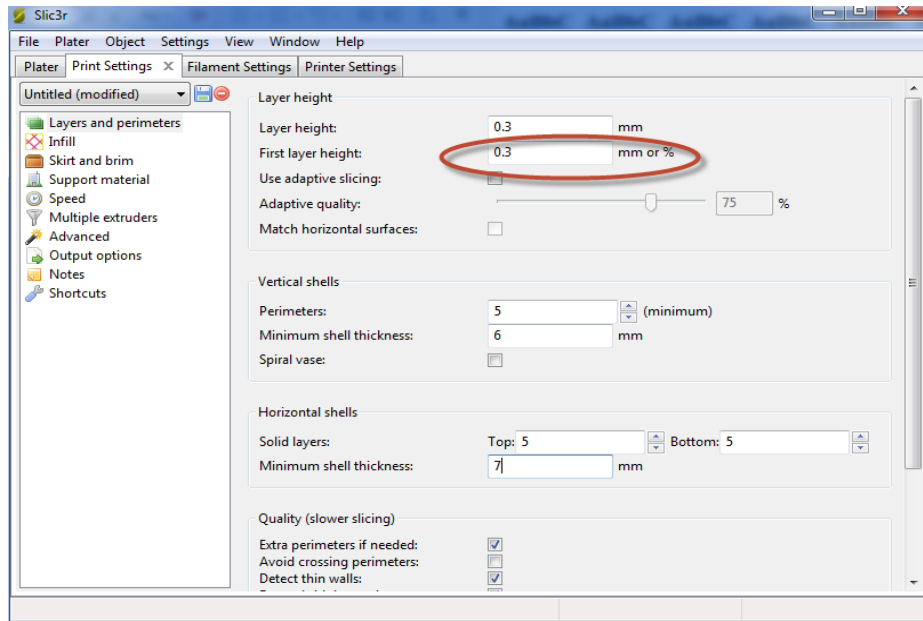 Slic3r
File Plater Object Settings View Window Help
Plater Print Settings Filament Settings Printer Settings
Untitled (modified)
Layers and perimeters
Infill
Skirt and brim
Support material
Speed
Multiple extruders
Advanced
Output options
Notes
Shortcuts
Layer height
Layer height: 0.3 mm
First layer height: 0.3 mm or %
Use adaptive slicing:
Adaptive quality: 75 %
Match horizontal surfaces:
Vertical shells
Perimeters: 5 (minimum)
Minimum shell thickness: 6 mm
Spiral vase:
Horizontal shells
Solid layers: Top: 5 Bottom: 5
Minimum shell thickness: 7 mm
Quality (slower slicing)
Extra perimeters if needed:
Avoid crossing perimeters:
Detect thin walls: